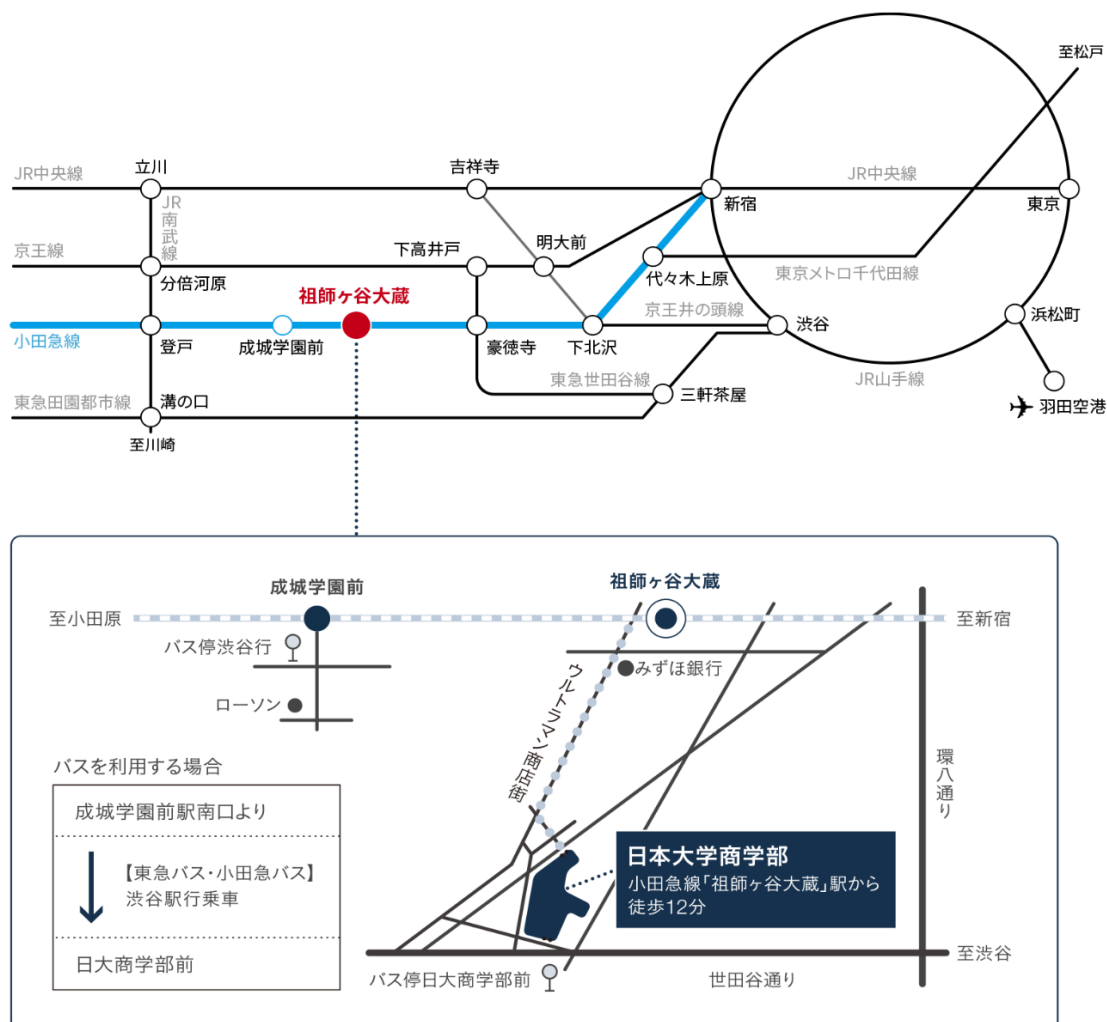 至松戸
JR中央線
立川
吉祥寺
JR中央線
新宿
東京
JR南武線
京王線
下高井戸
明大前
代々木上原
東京メトロ千代田線
分倍河原
祖師ヶ谷大蔵
京王井の頭線
浜松町
小田急線
登戸
成城学園前
豪徳寺
下北沢
渋谷
東急世田谷線
JR山手線
三軒茶屋
東急田園都市線
溝の口
羽田空港
至川崎
成城学園前
祖師ヶ谷大蔵
至小田原
至新宿
バス停渋谷行
みずほ銀行
ローソン
ウルトラマン商店街
環八通り
バスを利用する場合
成城学園前駅南口より
【東急バス・小田急バス】
渋谷駅行乗車
日大商学部前
日本大学商学部
小田急線「祖師ヶ谷大蔵」駅から
徒歩12分
至渋谷
バス停日大商学部前
世田谷通り